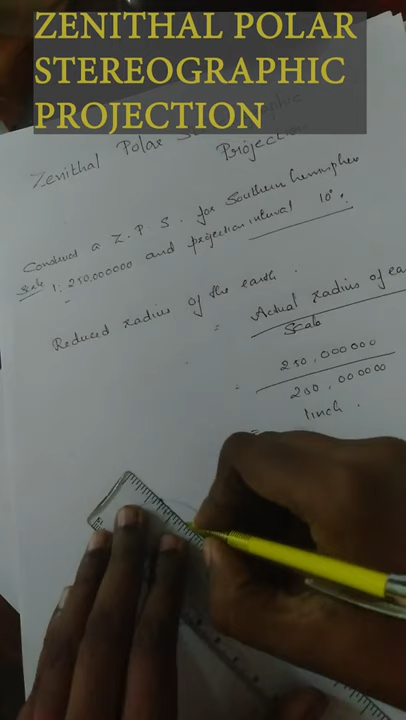 ZENITHAL POLAR
STEREOGRAPHIC
PROJECTION
Zenithal Polar
Projection
Construct a Z. P. S. for Southern hemisphere
Scale 1: 250,000000 and projection interval 10°.
Reduced radius of the earth.
= Actual radius of ea
Scale
= 250,000000
200,000000
= 1inch.